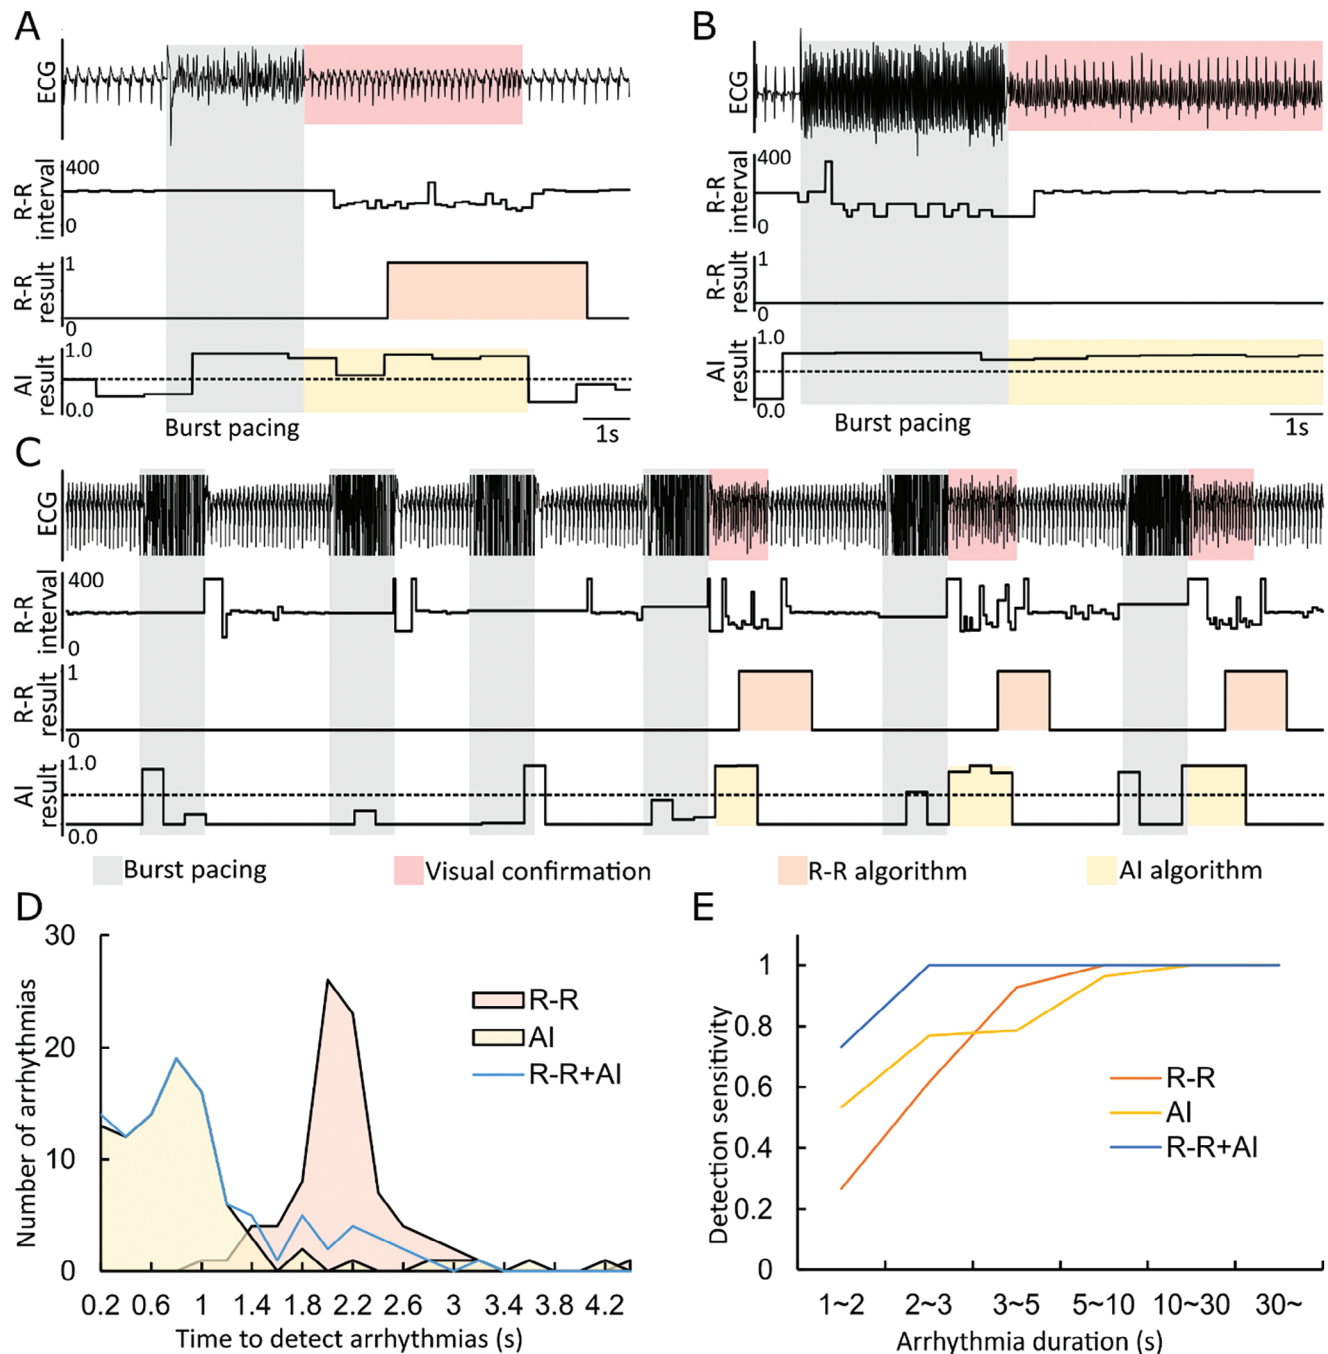 A
ECG
R-R
interval
400
0
R-R
result
1
0
AI
result
1.0
0.0
Burst pacing
1s
B
ECG
R-R
interval
400
0
R-R
result
1
0
AI
result
1.0
0.0
Burst pacing
1s
C
ECG
R-R
interval
400
0
R-R
result
1
0
AI
result
1.0
0.0
Burst pacing
Visual confirmation
R-R algorithm
AI algorithm
D
Number of arrhythmias
30
20
10
0
R-R
AI
R-R+AI
0.2 0.6 1 1.4 1.8 2.2 2.6 3 3.4 3.8 4.2
Time to detect arrhythmias (s)
E
Detection sensitivity
1
0.8
0.6
0.4
0.2
0
R-R
AI
R-R+AI
1~2 2~3 3~5 5~10 10~30 30~
Arrhythmia duration (s)